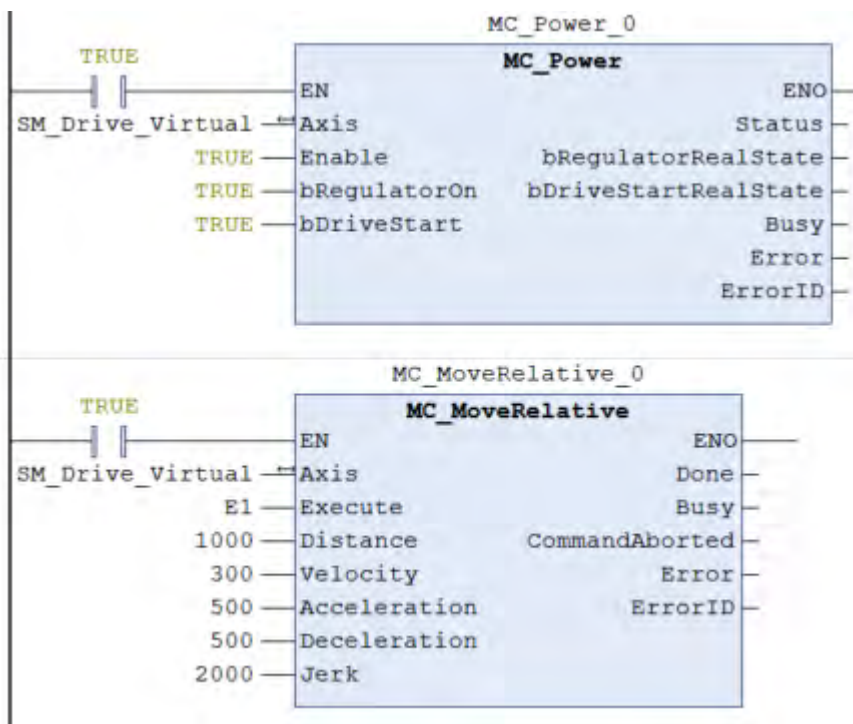 MC_Power_0
TRUE
MC_Power
EN ENO
SM_Drive_Virtual Axis Status
TRUE Enable bRegulatorRealState
TRUE bRegulatorOn bDriveStartRealState
TRUE bDriveStart Busy
Error
ErrorID
MC_MoveRelative_0
TRUE
MC_MoveRelative
EN ENO
SM_Drive_Virtual Axis Done
E1 Execute Busy
1000 Distance CommandAborted
300 Velocity Error
500 Acceleration ErrorID
500 Deceleration
2000 Jerk